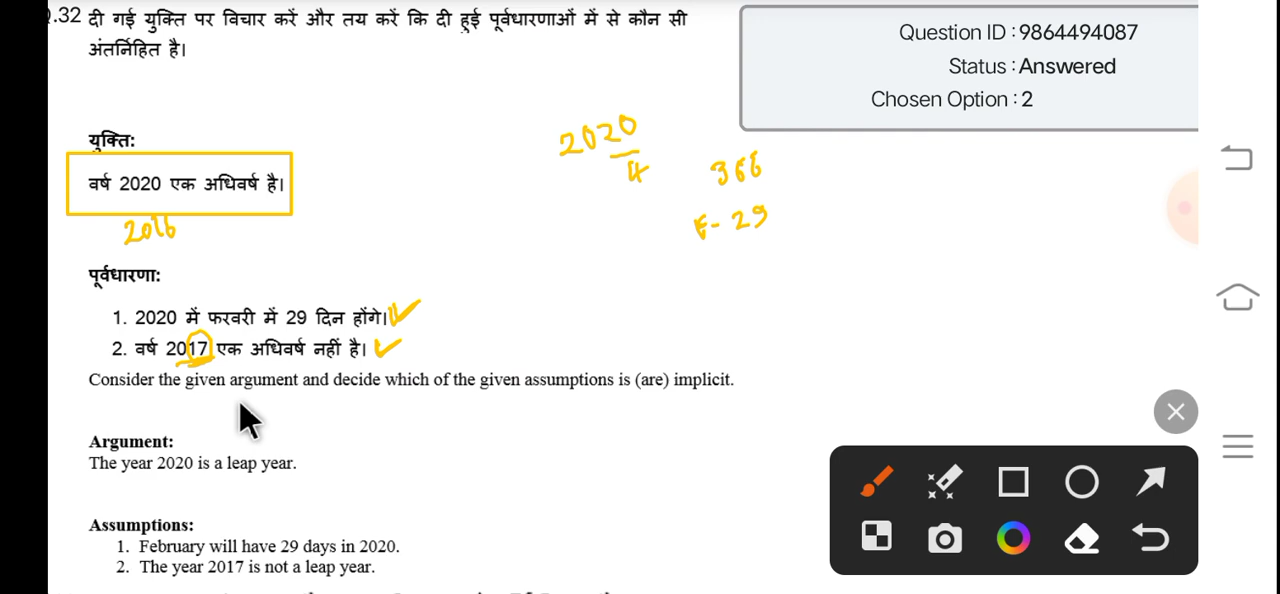 .32 दी गई युक्ति पर विचार करें और तय करें कि दी हुई पूर्वधारणाओं में से कौन सी
अंतर्निहित है।
Question ID : 9864494087
Status : Answered
Chosen Option : 2
युक्ति:
वर्ष 2020 एक अधिवर्ष है।
2020
4
366
F- 29
2016
पूर्वधारणा:
1. 2020 में फरवरी में 29 दिन होंगे।
2. वर्ष 2017 एक अधिवर्ष नहीं है।
Consider the given argument and decide which of the given assumptions is (are) implicit.
Argument:
The year 2020 is a leap year.
Assumptions:
1. February will have 29 days in 2020.
2. The year 2017 is not a leap year.